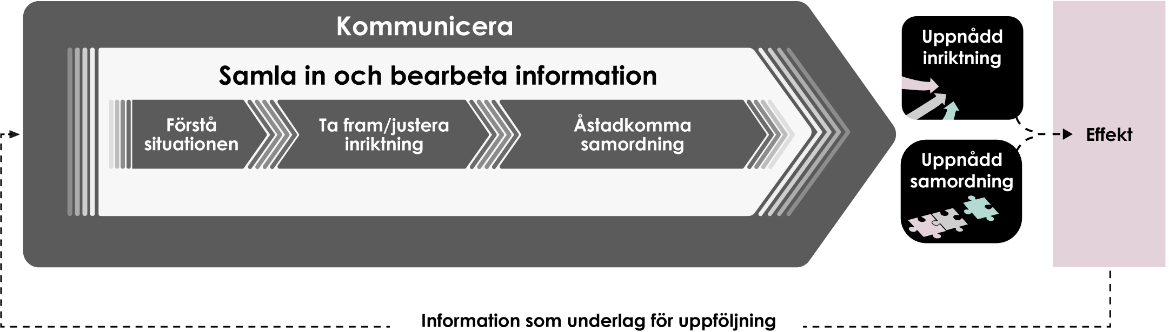 Kommunicera
Samla in och bearbeta information
Förstå
situationen
Ta fram/justera
inriktning
Åstadkomma
samordning
Uppnådd
inriktning
Uppnådd
samordning
Effekt
Information som underlag för uppföljning